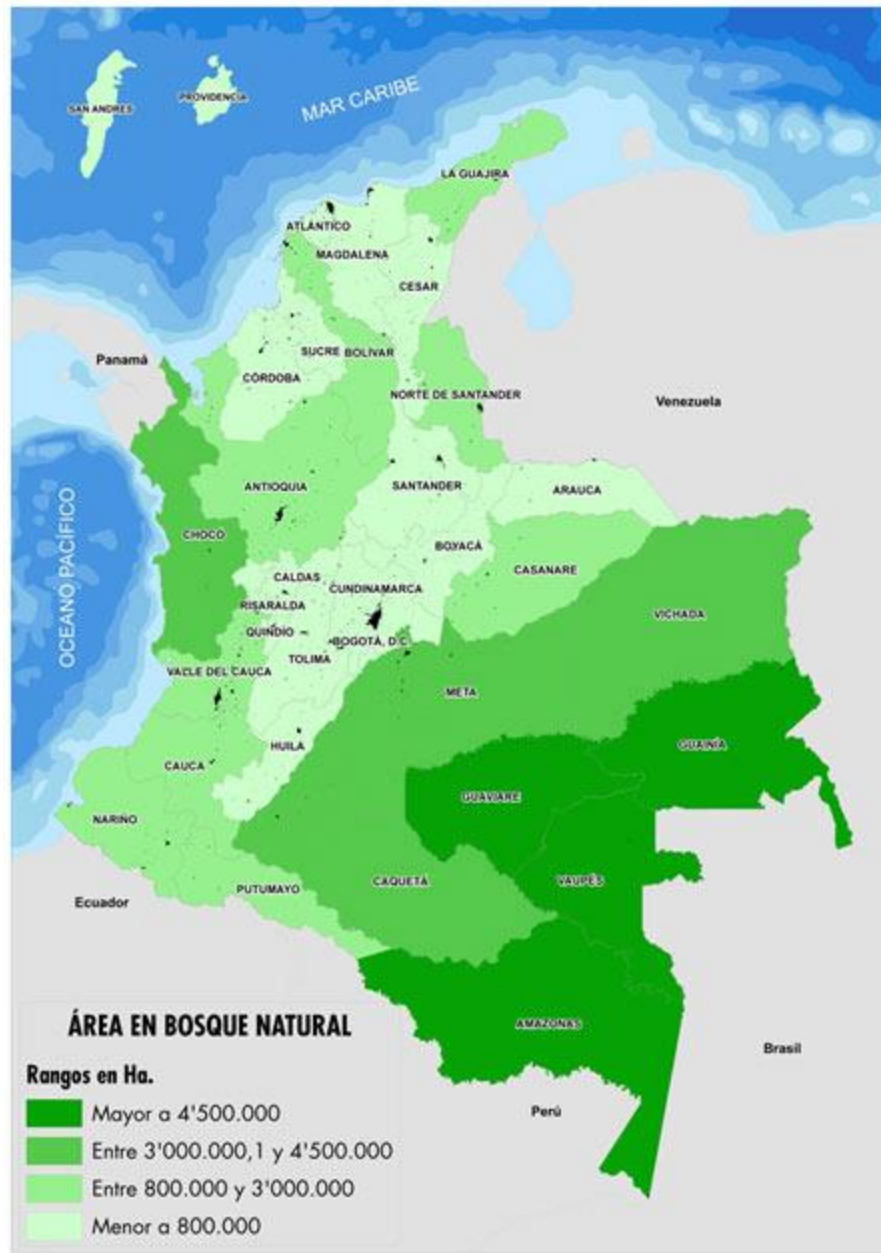 MAR CARIBE
SAN ANDRES
PROVIDENCIA
LA GUAJIRA
ATLÁNTICO
MAGDALENA
CESAR
Panamá
SUCRE
BOLÍVAR
CÓRDOBA
NORTE DE SANTANDER
Venezuela
OCEANO PACÍFICO
ANTIOQUIA
SANTANDER
ARAUCA
CHOCÓ
BOYACÁ
CASANARE
CALDAS
CUNDINAMARCA
RISARALDA
VICHADA
QUINDÍO
BOGOTÁ, D.C.
TOLIMA
VALLE DEL CAUCA
META
HUILA
GUAINÍA
CAUCA
GUAVIARE
NARIÑO
CAQUETÁ
VAUPÉS
PUTUMAYO
Ecuador
AMAZONAS
Brasil
Perú
ÁREA EN BOSQUE NATURAL
Rangos en Ha.
Mayor a 4'500.000
Entre 3'000.000,1 y 4'500.000
Entre 800.000 y 3'000.000
Menor a 800.000